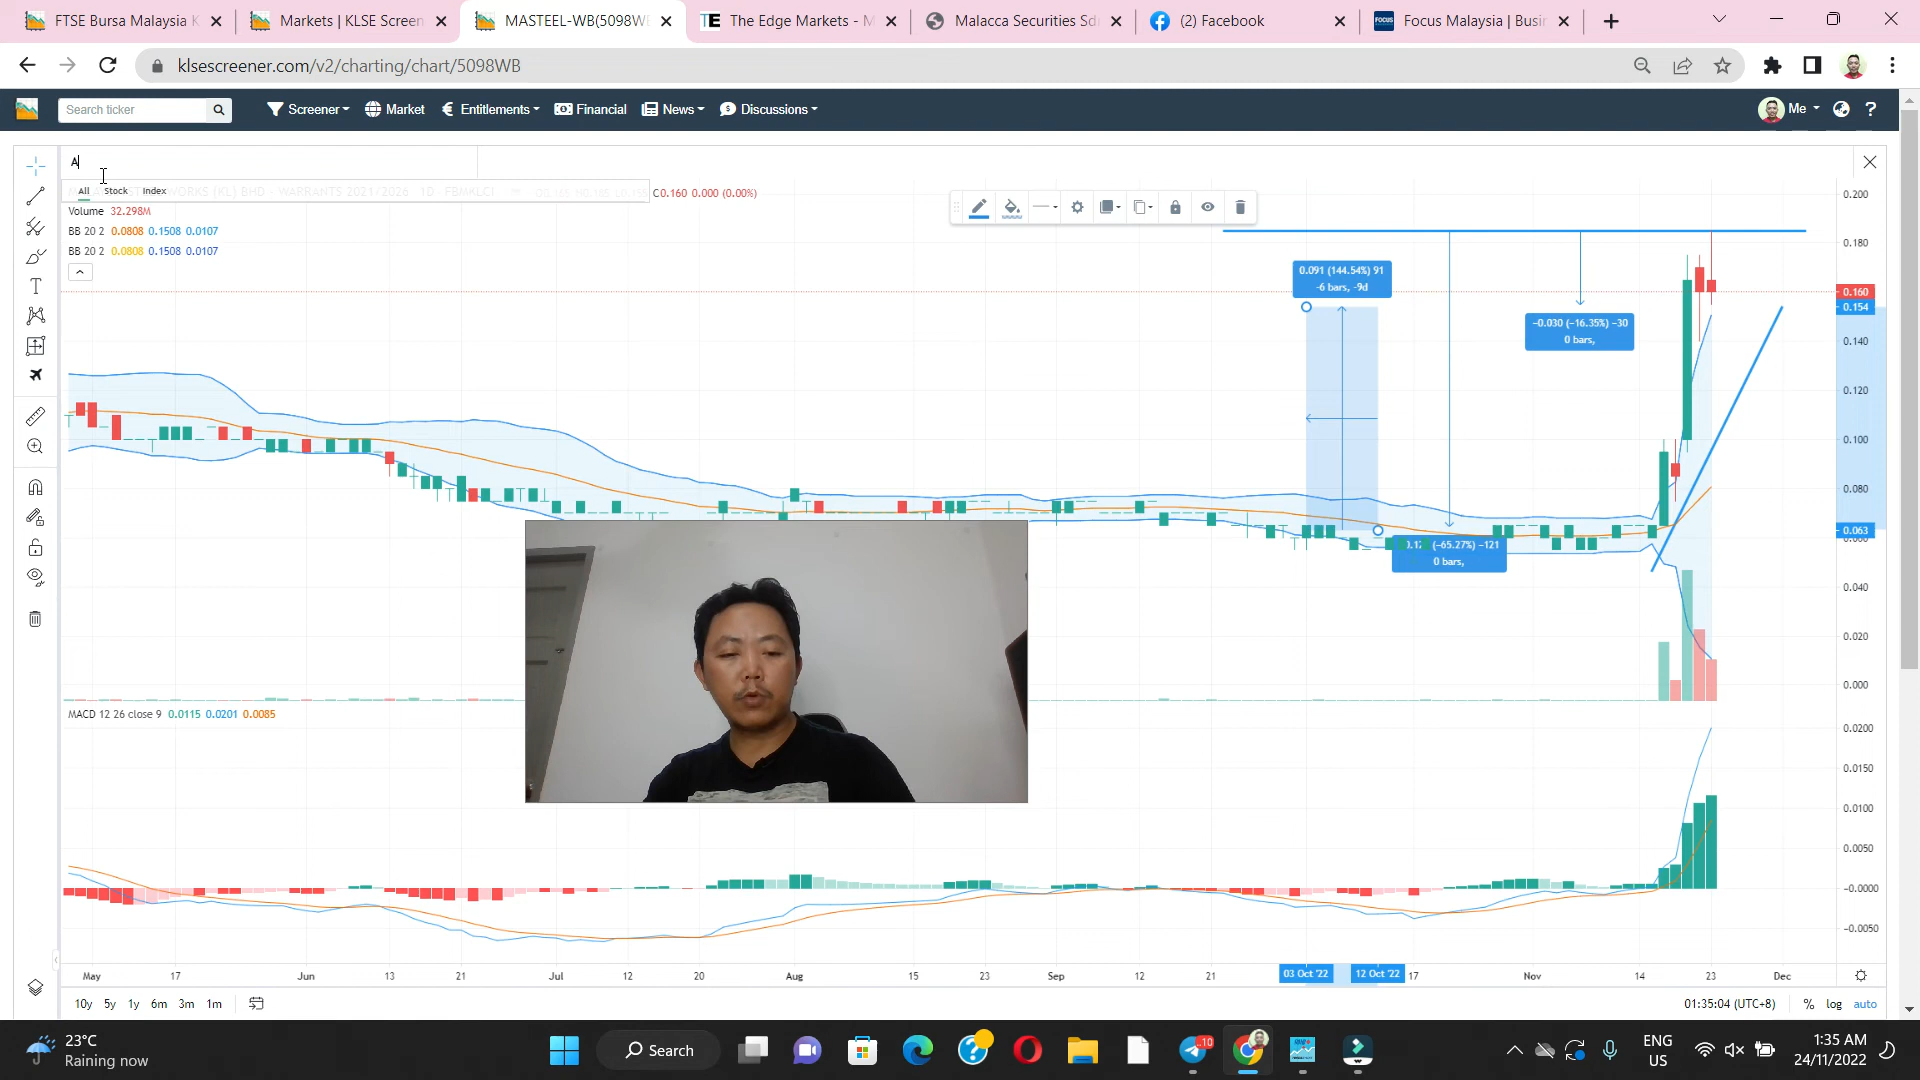 FTSE Bursa Malaysia K
Markets | KLSE Screen
MASTEEL-WB(5098WB
The Edge Markets - M
Malacca Securities Sd
(2) Facebook
Focus Malaysia | Busi
klsescreener.com/v2/charting/chart/5098WB
Search ticker
Screener
Market
Entitlements
Financial
News
Discussions
Me
A
All Stock Index
C0.160 0.000 (0.00%)
Volume 32.298M
BB 20 2 0.0808 0.1508 0.0107
BB 20 2 0.0808 0.1508 0.0107
0.091 (144.54%) 91
-6 bars, -9d
−0.030 (−16.35%) −30
0 bars,
(−65.27%) −121
0 bars,
0.200
0.180
0.160
0.154
0.140
0.120
0.100
0.080
0.063
0.040
0.020
0.000
MACD 12 26 close 9 0.0115 0.0201 0.0085
0.0200
0.0150
0.0100
0.0050
-0.0000
-0.0050
May 17 Jun 13 21 Jul 12 20 Aug 15 23 Sep 12 21 03 Oct '22 12 Oct '22 17 Nov 14 23 Dec
10y 5y 1y 6m 3m 1m
01:35:04 (UTC+8) % log auto
23°C
Raining now
Search
10
ENG
US
1:35 AM
24/11/2022